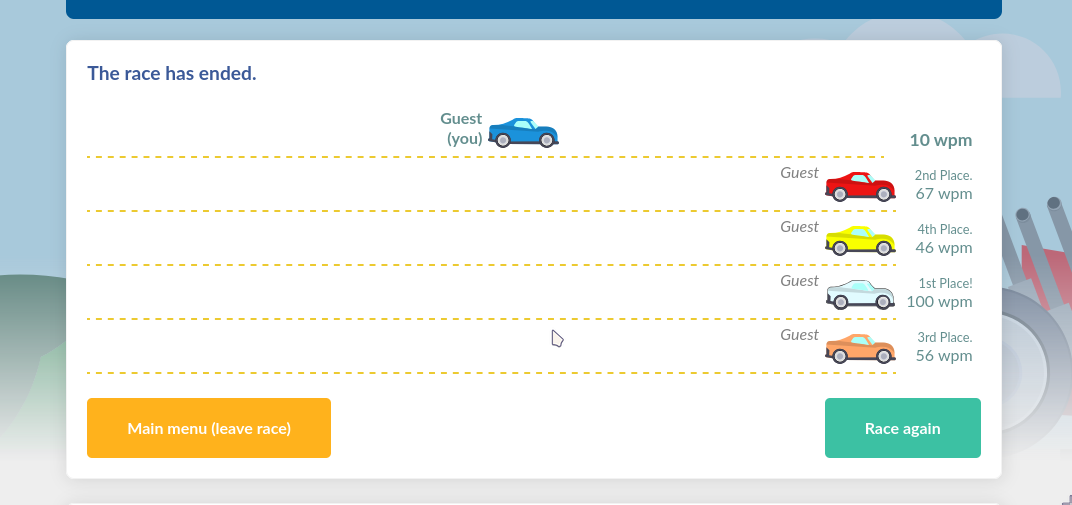 The race has ended.
Guest
(you)
10 wpm
Guest
2nd Place.
67 wpm
Guest
4th Place.
46 wpm
Guest
1st Place!
100 wpm
Guest
3rd Place.
56 wpm
Main menu (leave race)
Race again